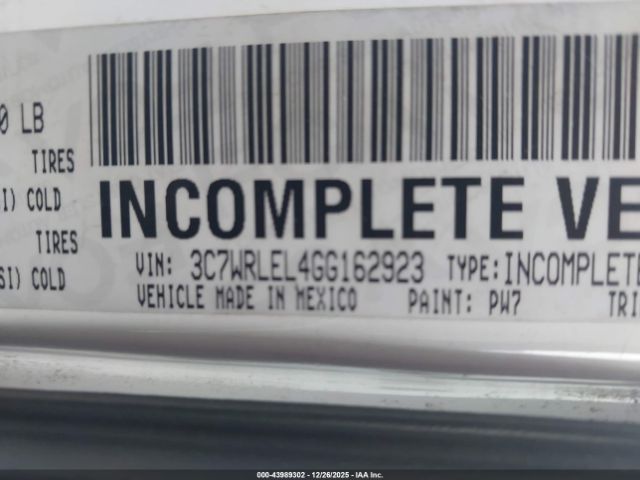 0 LB
TIRES
SI) COLD
TIRES
SI) COLD
INCOMPLETE VE
VIN: 3C7WRLEL4GG162923 TYPE:INCOMPLETE
VEHICLE MADE IN MEXICO PAINT: PW7 TRI
000-43989302 - 12/26/2025 - IAA Inc.